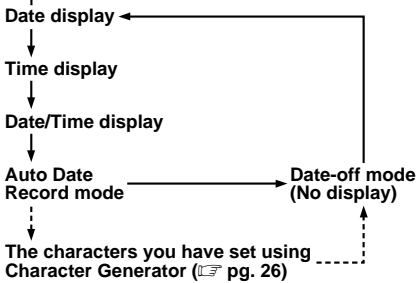 Date display
Time display
Date/Time display
Auto Date
Record mode
Date-off mode
(No display)
The characters you have set using
Character Generator (☞ pg. 26)